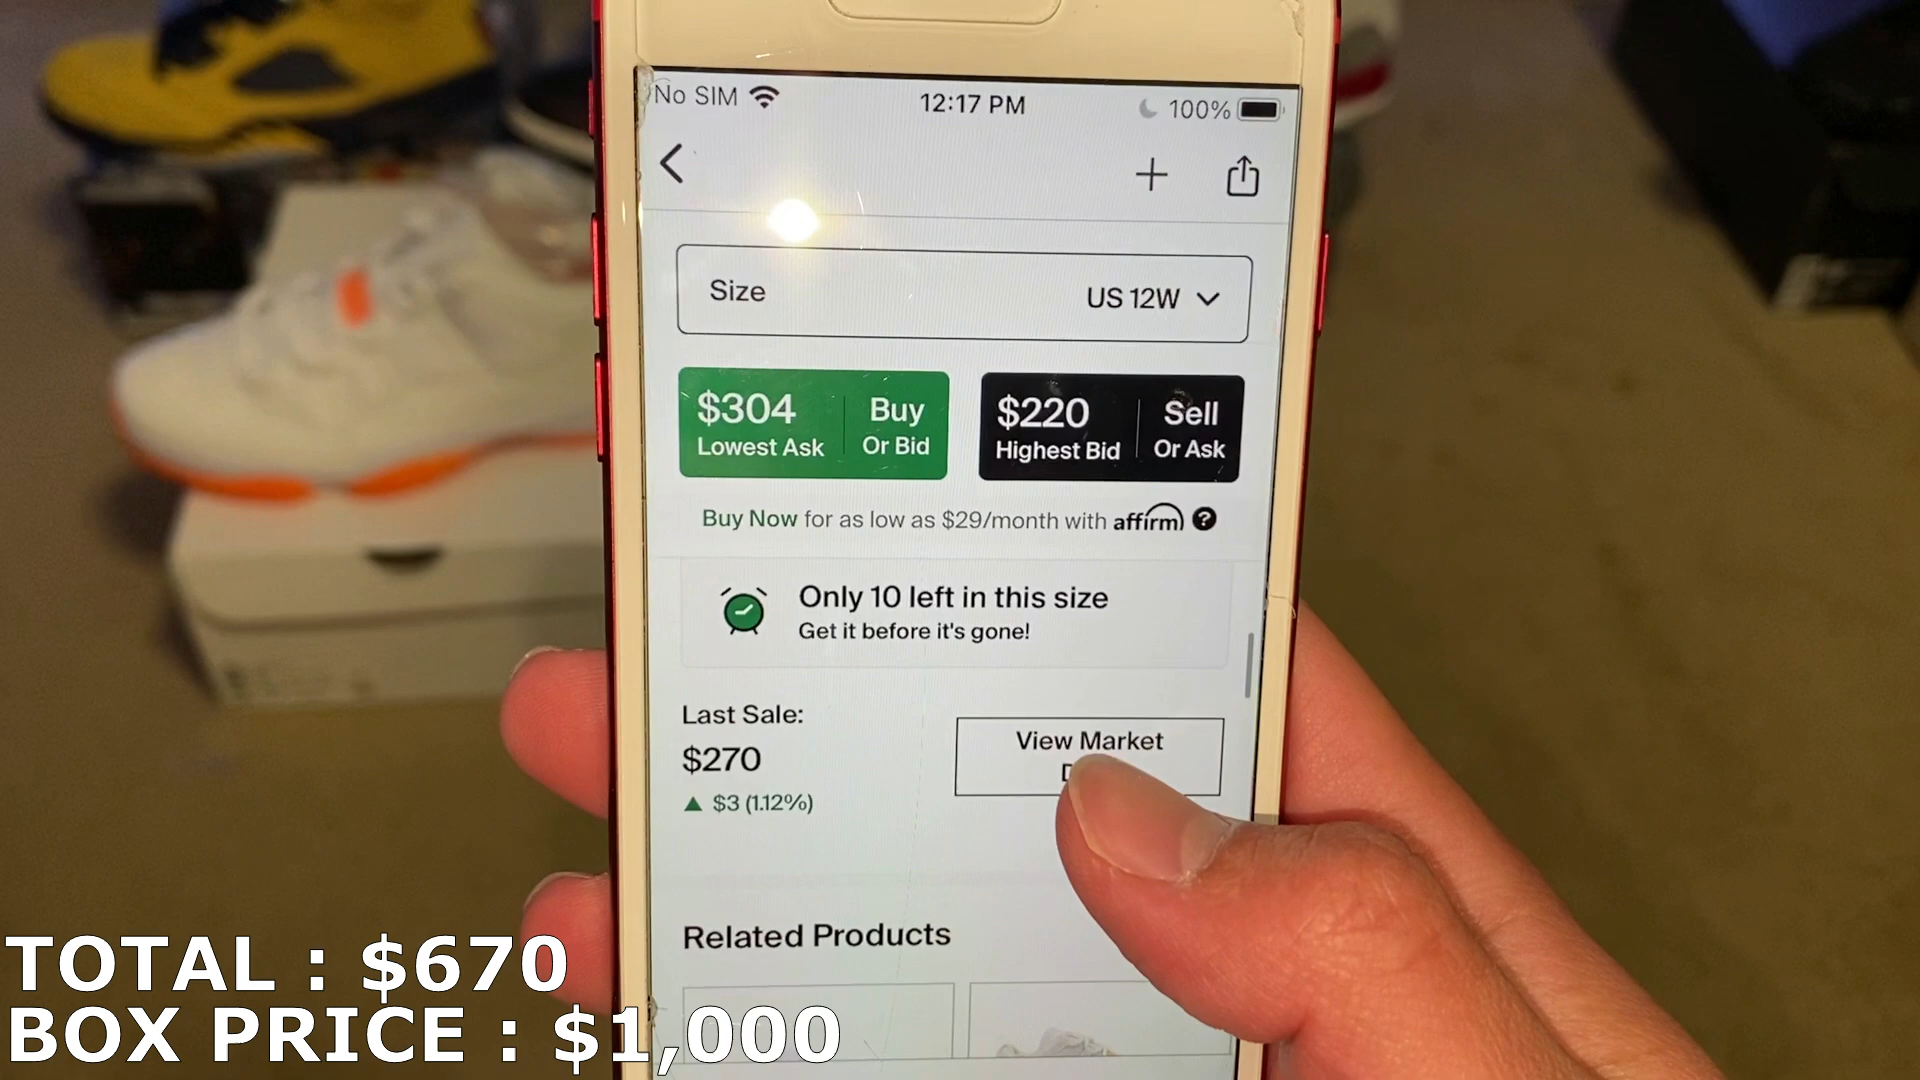 No SIM 12:17 PM 100%
Size US 12W
$304 Buy
Lowest Ask Or Bid
$220 Sell
Highest Bid Or Ask
Buy Now for as low as $29/month with affirm ?
Only 10 left in this size
Get it before it's gone!
Last Sale:
$270
$3 (1.12%)
View Market
Related Products
TOTAL : $670
BOX PRICE : $1,000